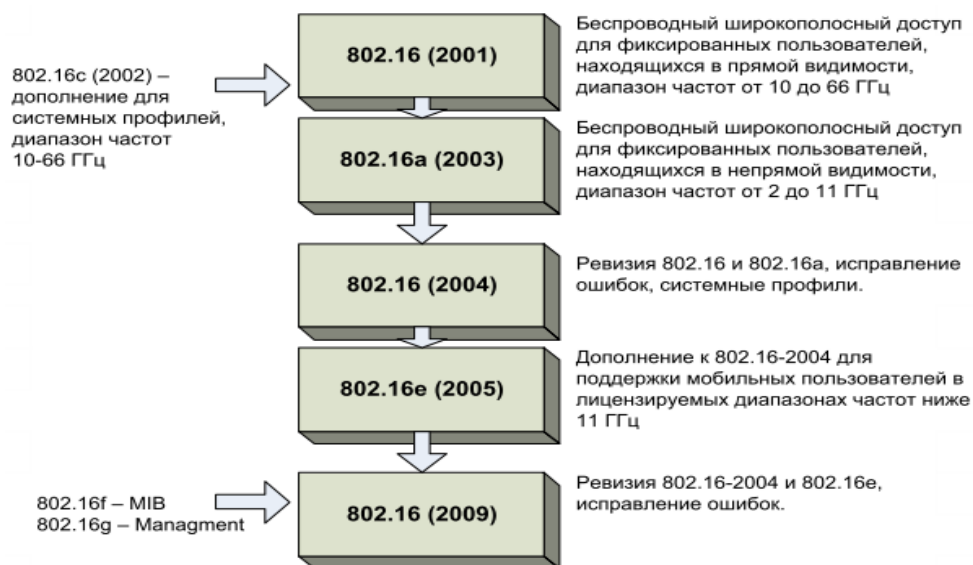 802.16 (2001)
Беспроводный широкополосный доступ
для фиксированных пользователей,
находящихся в прямой видимости,
диапазон частот от 10 до 66 ГГц
802.16с (2002) –
дополнение для
системных профилей,
диапазон частот
10-66 ГГц
802.16a (2003)
Беспроводный широкополосный доступ
для фиксированных пользователей,
находящихся в непрямой видимости,
диапазон частот от 2 до 11 ГГц
802.16 (2004)
Ревизия 802.16 и 802.16a, исправление
ошибок, системные профили.
802.16e (2005)
Дополнение к 802.16-2004 для
поддержки мобильных пользователей в
лицензируемых диапазонах частот ниже
11 ГГц
802.16f – MIB
802.16g – Managment
802.16 (2009)
Ревизия 802.16-2004 и 802.16e,
исправление ошибок.